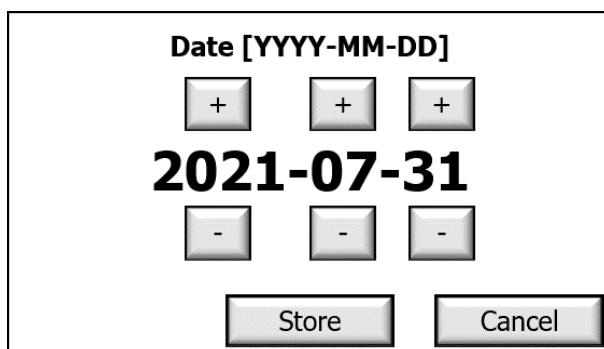 Date [YYYY-MM-DD]
+ + +
2021-07-31
- - -
Store Cancel